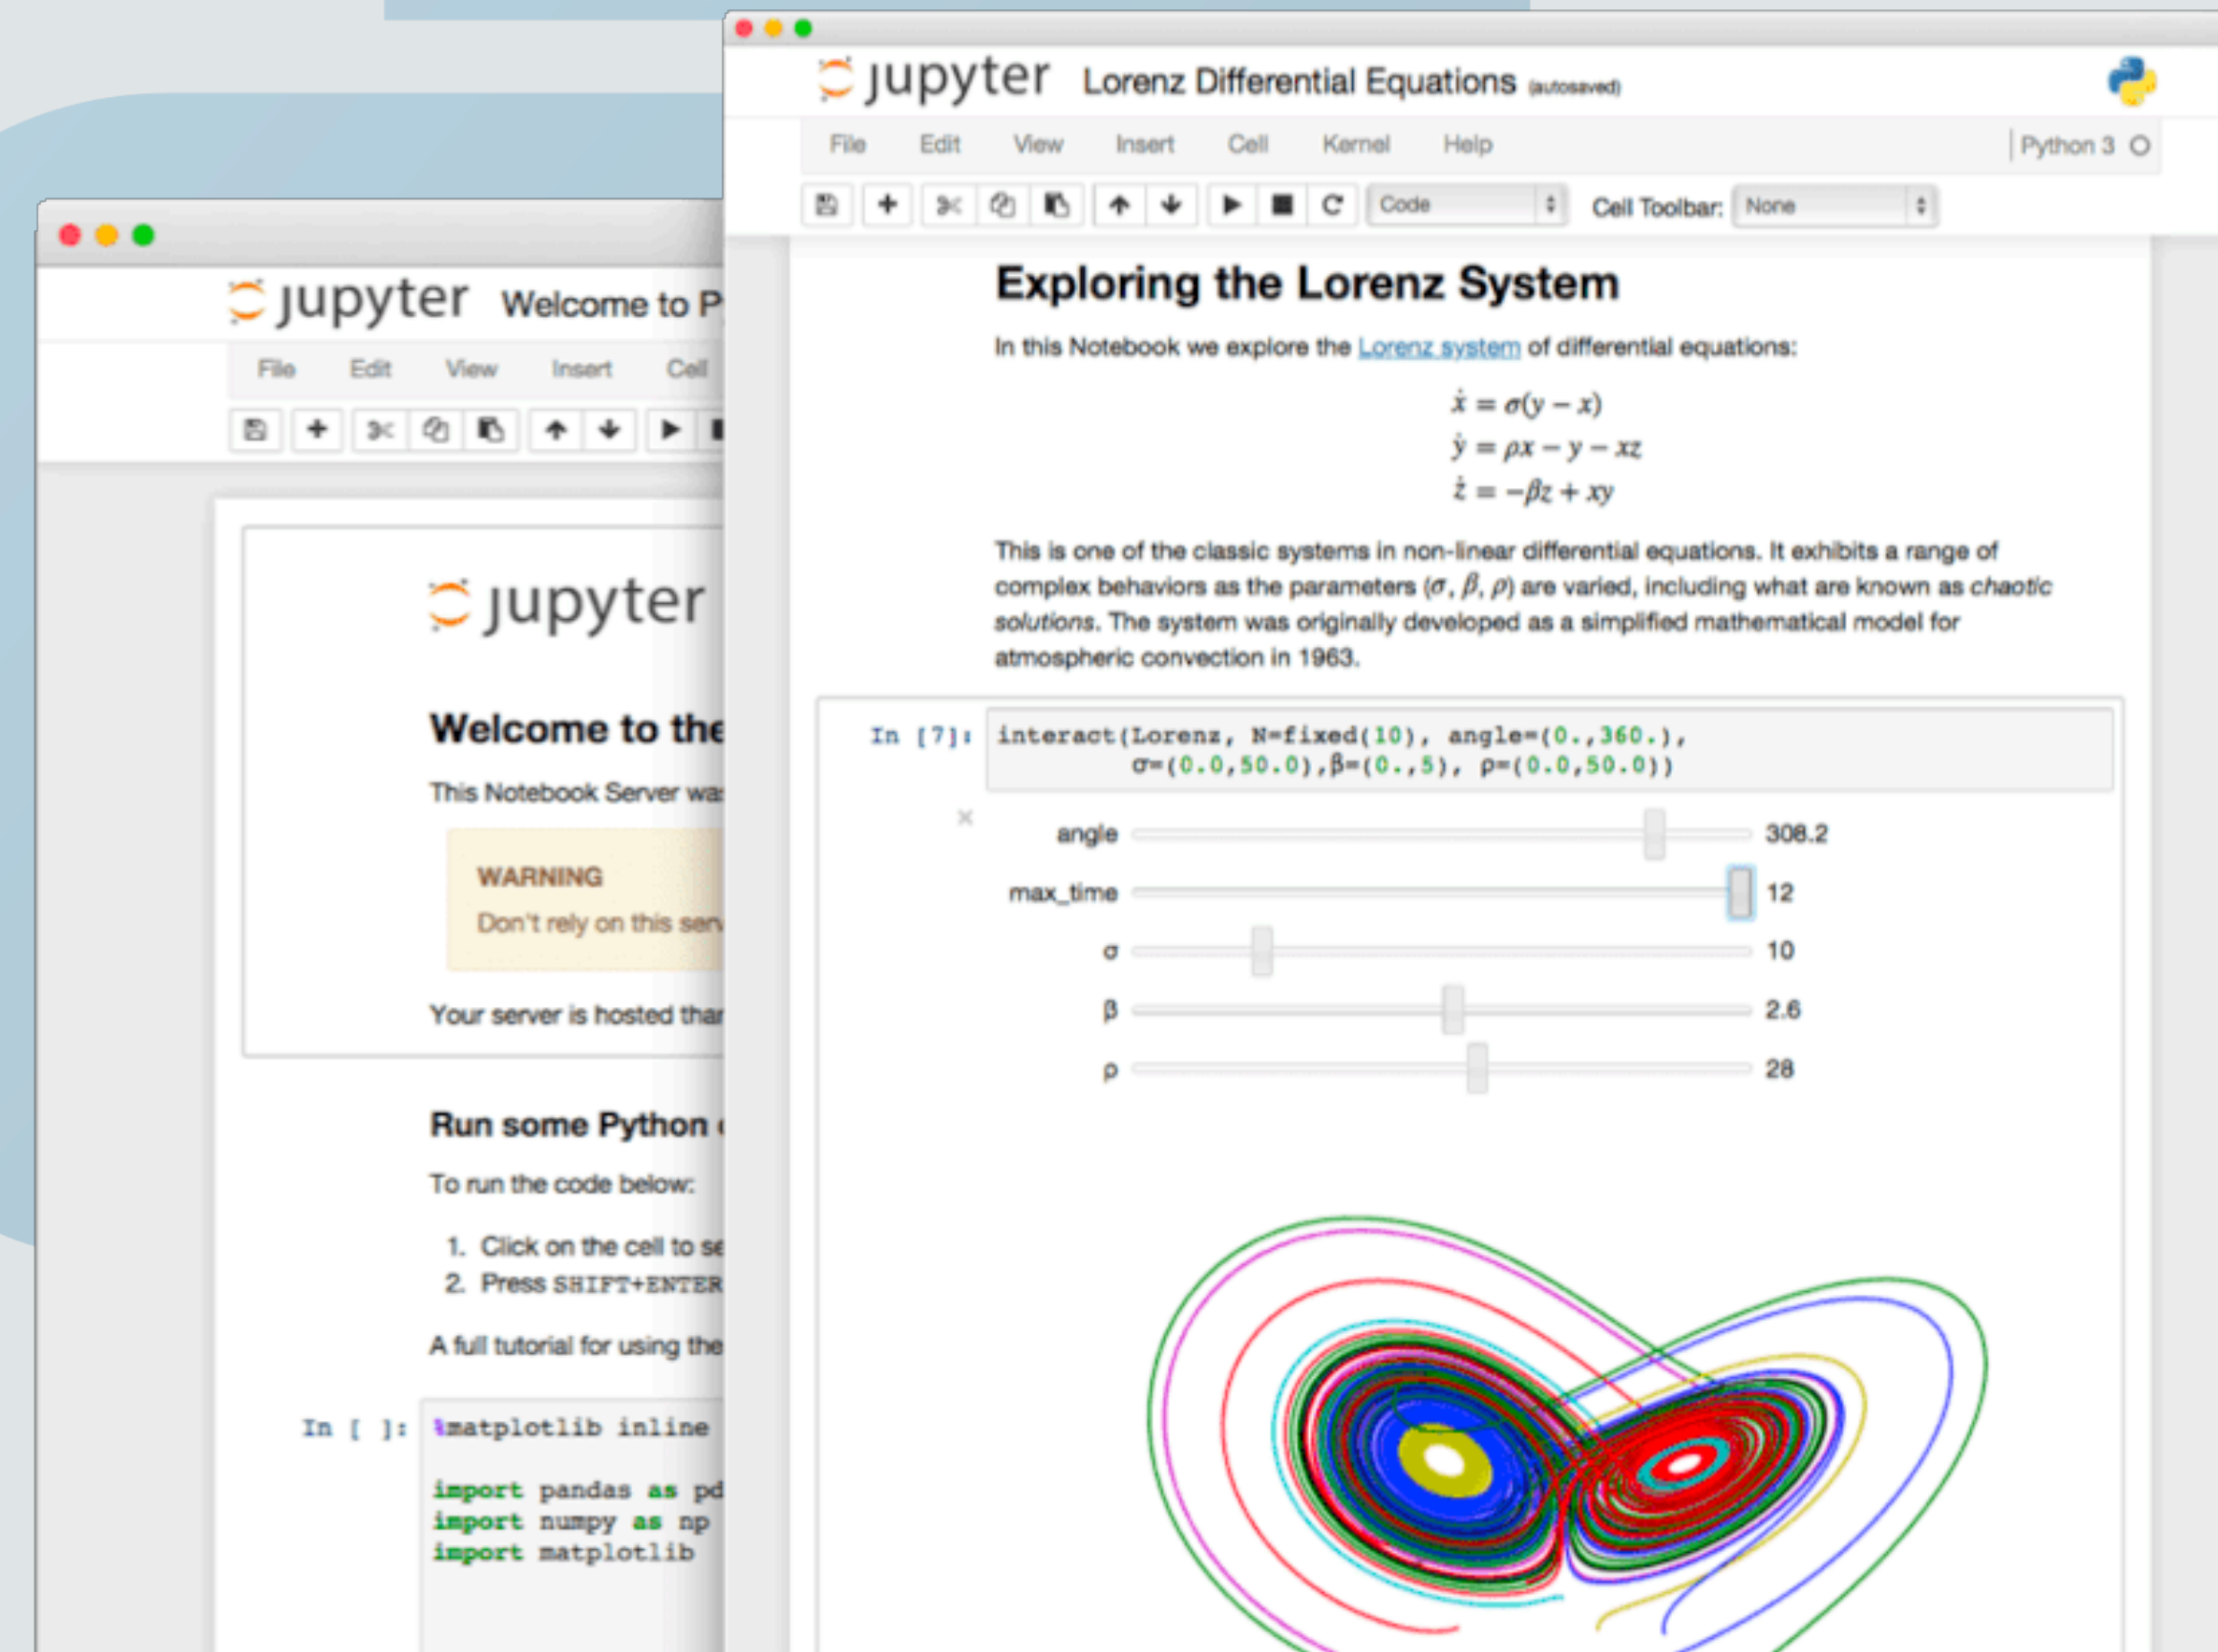 jupyter Lorenz Differential Equations (autosaved)
File Edit View Insert Cell Kernel Help Python 3
Code Cell Toolbar: None
Exploring the Lorenz System
In this Notebook we explore the Lorenz system of differential equations:
ẋ = σ(y − x)
ẏ = ρx − y − xz
ż = −βz + xy
This is one of the classic systems in non-linear differential equations. It exhibits a range of
complex behaviors as the parameters (σ, β, ρ) are varied, including what are known as chaotic
solutions. The system was originally developed as a simplified mathematical model for
atmospheric convection in 1963.
In [7]: interact(Lorenz, N=fixed(10), angle=(0.,360.),
σ=(0.0,50.0),β=(0.,5), ρ=(0.0,50.0))
angle 308.2
max_time 12
σ 10
β 2.6
ρ 28
jupyter Welcome to P
File Edit View Insert Cell
jupyter
Welcome to the
This Notebook Server was
WARNING
Don't rely on this serv
Your server is hosted than
Run some Python
To run the code below:
1. Click on the cell to se
2. Press SHIFT+ENTER
A full tutorial for using the
In [ ]: %matplotlib inline
import pandas as pd
import numpy as np
import matplotlib